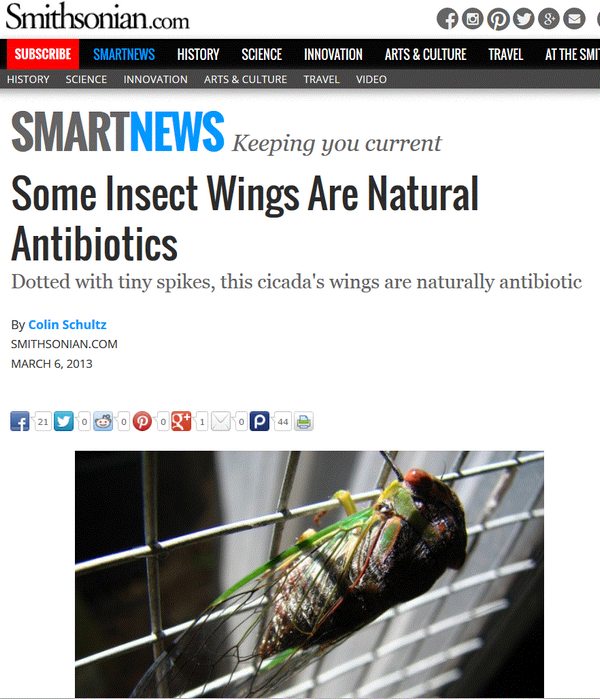 Smithsonian.com
SUBSCRIBE SMARTNEWS HISTORY SCIENCE INNOVATION ARTS & CULTURE TRAVEL AT THE SMI
HISTORY SCIENCE INNOVATION ARTS & CULTURE TRAVEL VIDEO
SMARTNEWS Keeping you current
Some Insect Wings Are Natural
Antibiotics
Dotted with tiny spikes, this cicada's wings are naturally antibiotic
By Colin Schultz
SMITHSONIAN.COM
MARCH 6, 2013
21 0 0 0 1 0 44